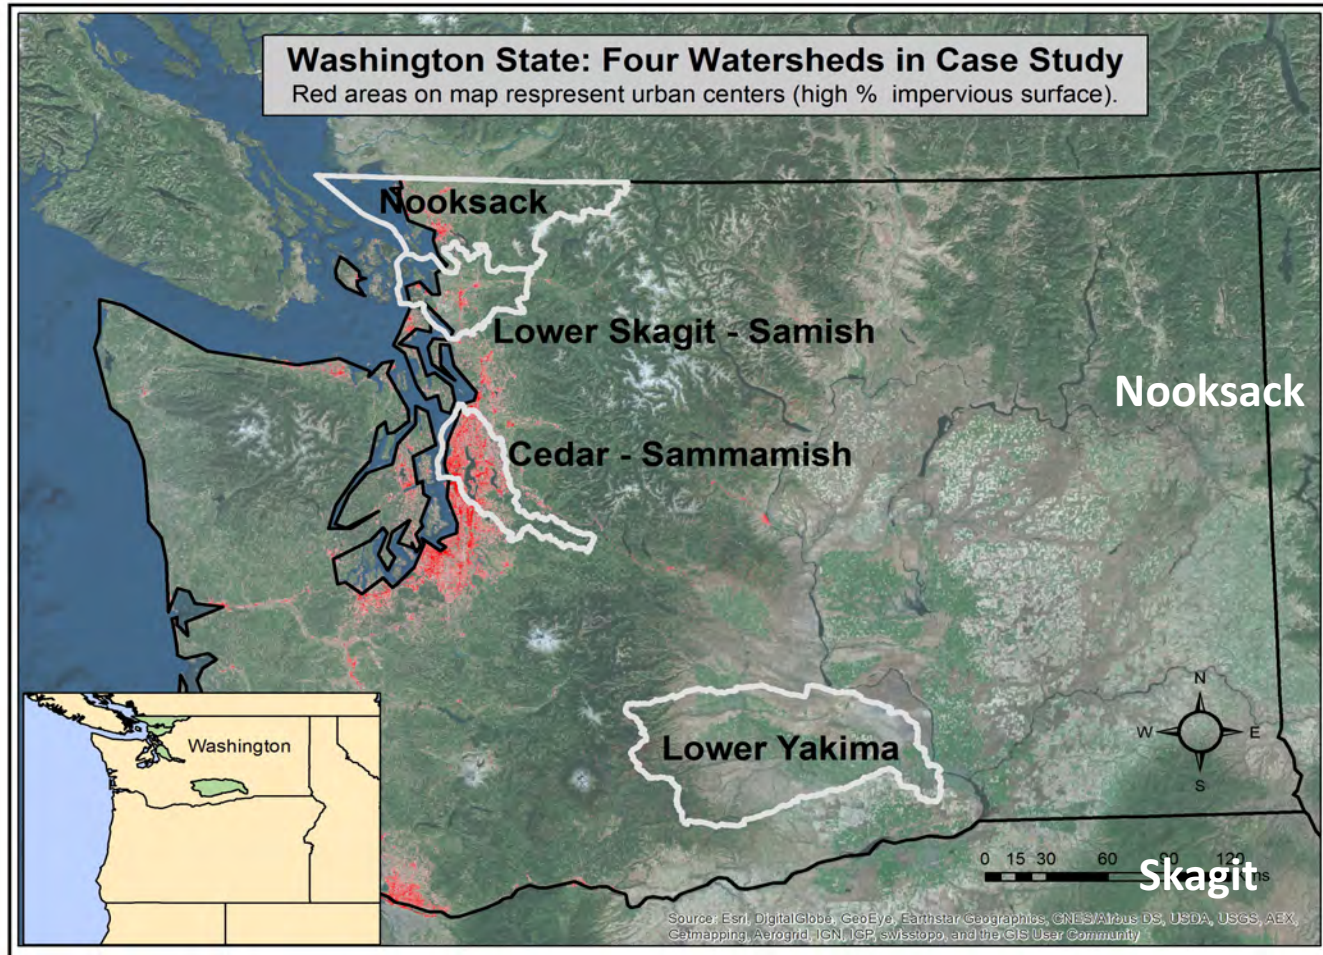 Washington State: Four Watersheds in Case Study
Red areas on map respresent urban centers (high % impervious surface).
Nooksack
Lower Skagit - Samish
Nooksack
Cedar - Sammamish
N
W
E
S
Washington
Lower Yakima
0 15 30 60 90 120
Skagit
Source: Esri, DigitalGlobe, GeoEye, Earthstar Geographics, CNES/Airbus DS, USDA, USGS, AEX,
Getmapping, Aerogrid, IGN, IGP, swisstopo, and the GIS User Community